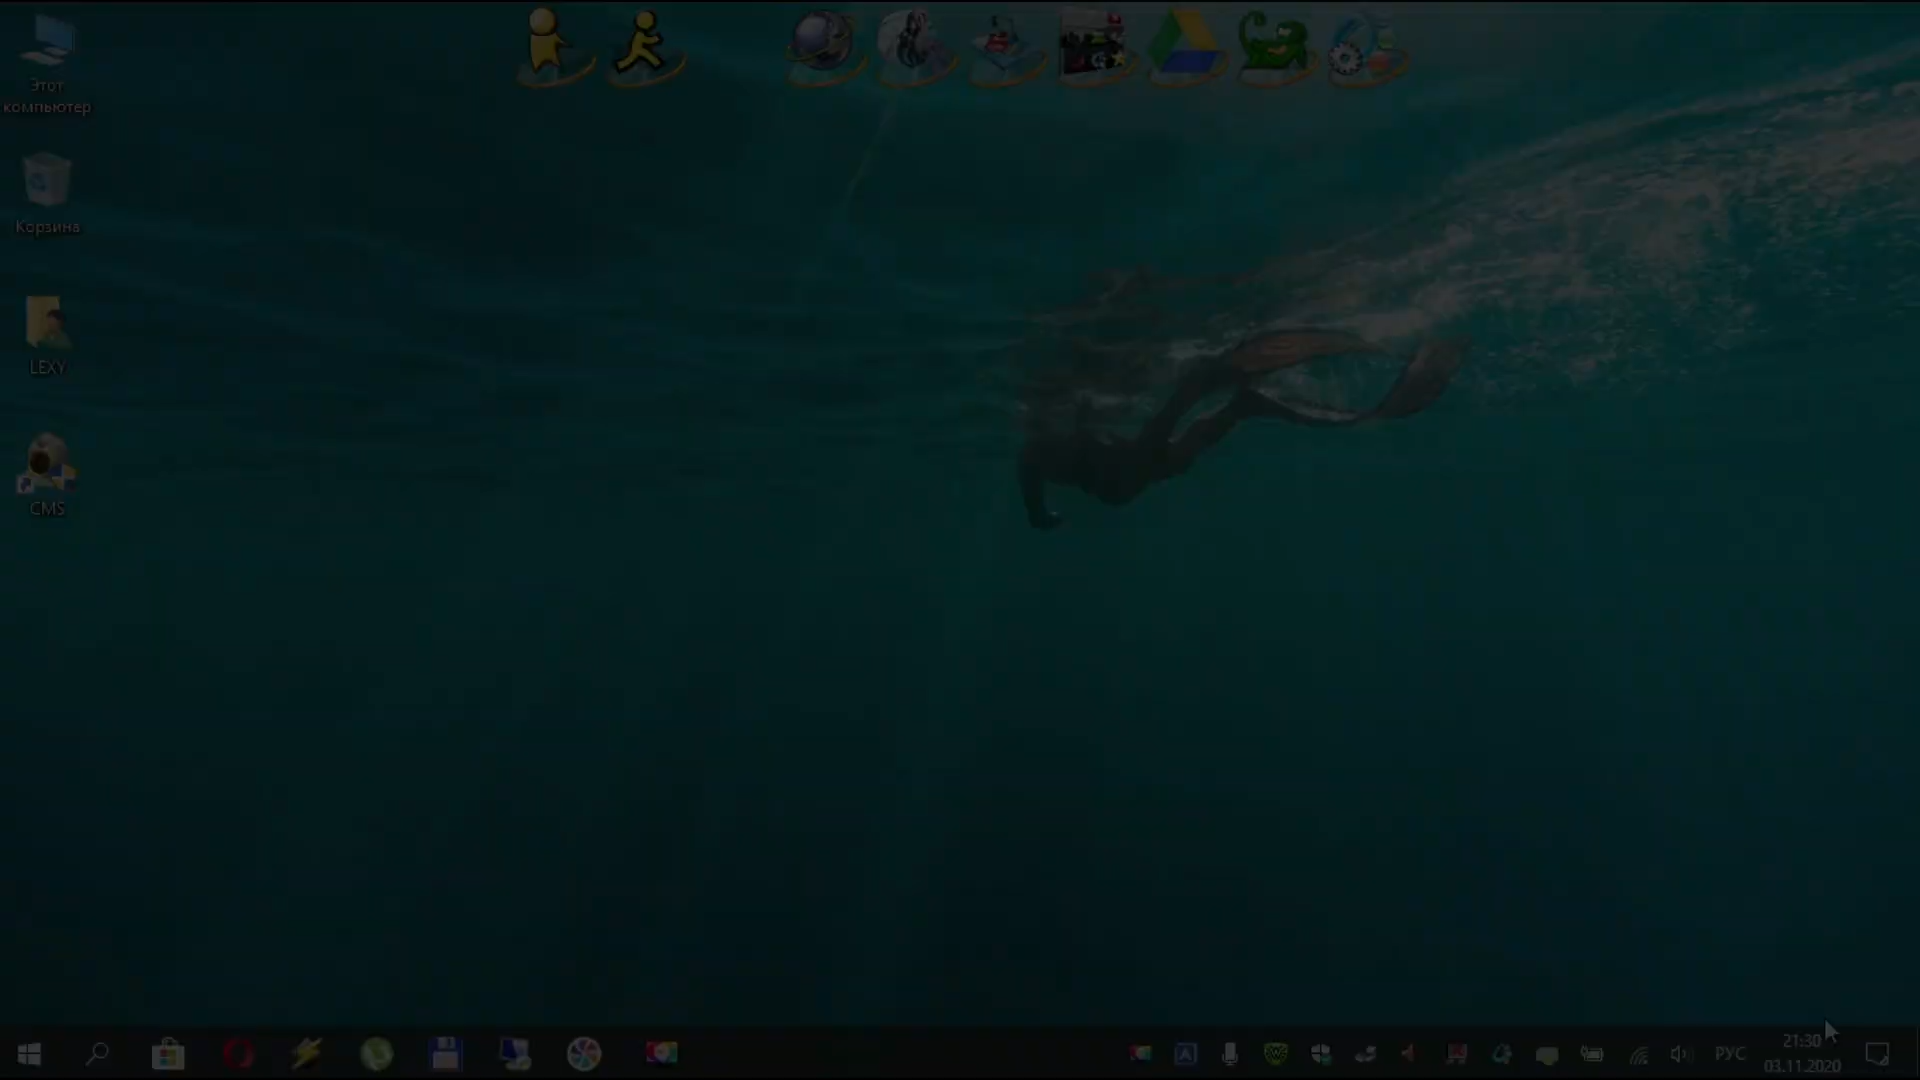 Этот
компьютер
Корзина
LEXY
CMS
РУС
21:30
03.11.2020